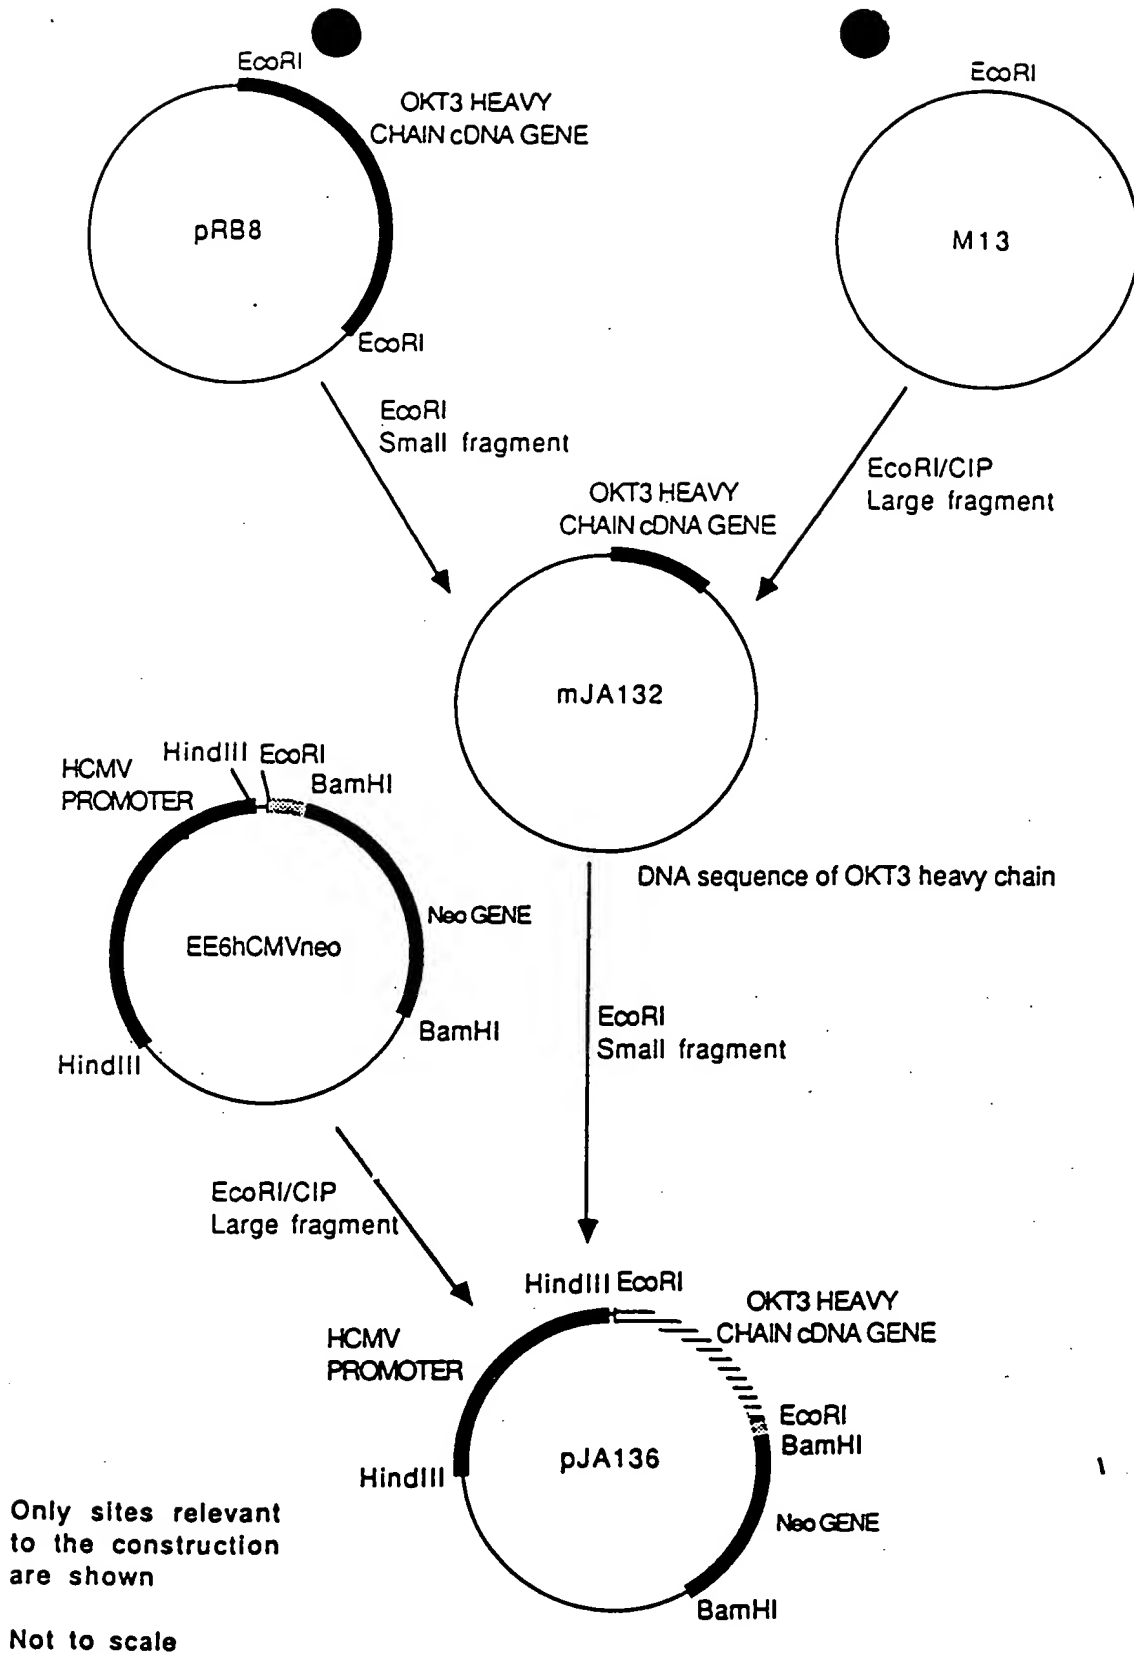 EcoRI
OKT3 HEAVY
CHAIN cDNA GENE
pRB8
EcoRI
EcoRI
M13
EcoRI
Small fragment
EcoRI/CIP
Large fragment
OKT3 HEAVY
CHAIN cDNA GENE
mJA132
DNA sequence of OKT3 heavy chain
HCMV
PROMOTER
HindIII EcoRI
BamHI
Neo GENE
EE6hCMVneo
BamHI
HindIII
EcoRI
Small fragment
EcoRI/CIP
Large fragment
HindIII EcoRI
OKT3 HEAVY
CHAIN cDNA GENE
HCMV
PROMOTER
EcoRI
BamHI
pJA136
HindIII
Neo GENE
BamHI
Only sites relevant
to the construction
are shown
Not to scale